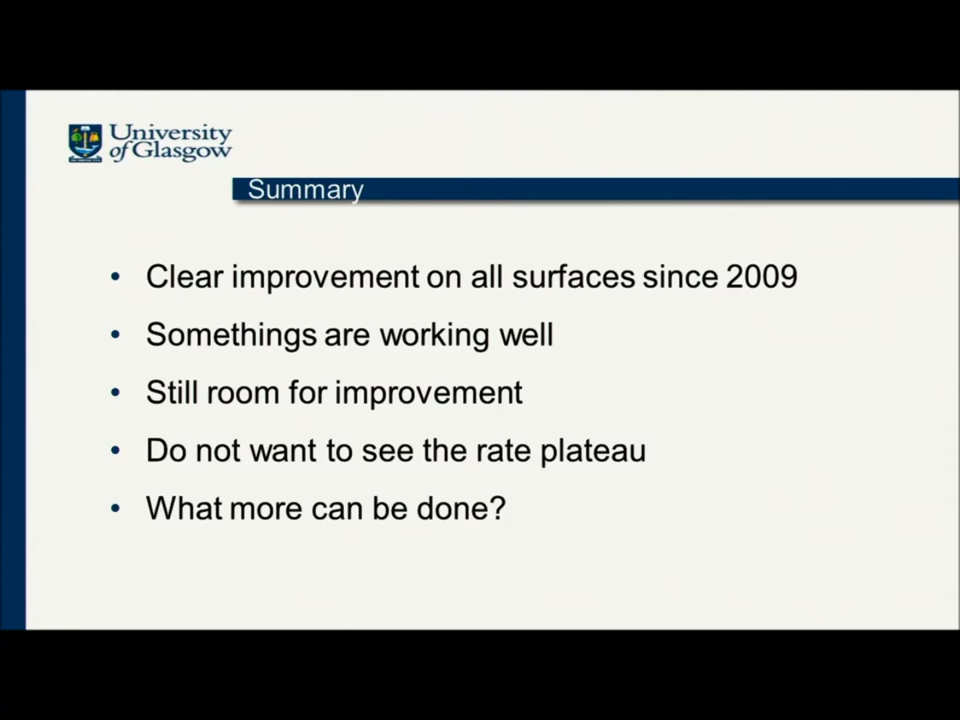 University
of Glasgow
Summary
• Clear improvement on all surfaces since 2009
• Somethings are working well
• Still room for improvement
• Do not want to see the rate plateau
• What more can be done?